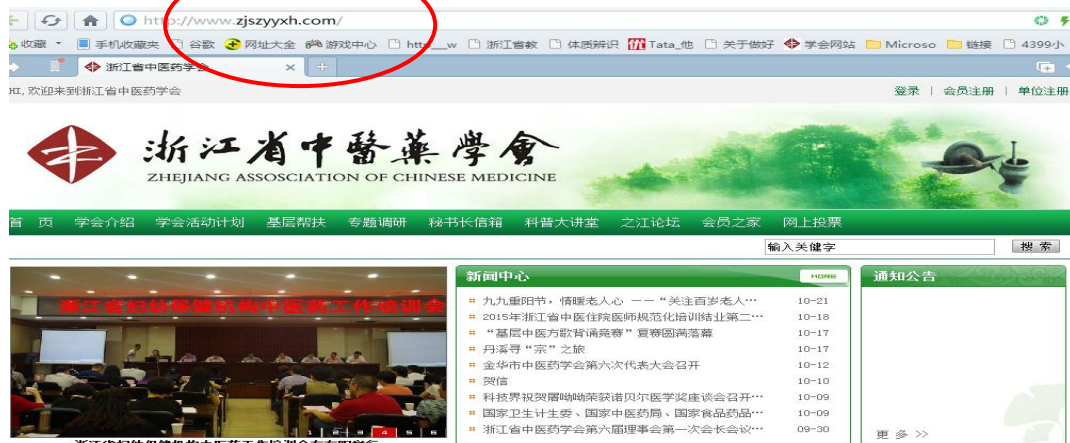 http://www.zjszyyxh.com/
收藏 手机收藏夹 谷歌 网址大全 游戏中心 http__w 浙江省教 体质辨识 Tata_他 关于做好 学会网站 Microso 链接 4399小
浙江省中医药学会 × +
欢迎来到浙江省中医药学会 登录 | 会员注册 | 单位注册
浙江省中醫藥學會
ZHEJIANG ASSOSCIATION OF CHINESE MEDICINE
首 页 学会介绍 学会活动计划 基层帮扶 专题调研 秘书长信箱 科普大讲堂 之江论坛 会员之家 网上投票
输入关健字 搜 索
新闻中心 MORE 通知公告
浙江省妇幼保健机构中医药工作培训会
九九重阳节，情暖老人心 －－“关注百岁老人… 10-21
2015年浙江省中医住院医师规范化培训结业第二… 10-18
“基层中医方歌背诵竞赛”复赛圆满落幕 10-17
丹溪寻“宗”之旅 10-17
金华市中医药学会第六次代表大会召开 10-12
贺信 10-10
科技界祝贺屠呦呦荣获诺贝尔医学奖座谈会召开… 10-09
国家卫生计生委、国家中医药局、国家食品药品… 10-09
浙江省中医药学会第六届理事会第一次会长会议… 09-30
1 2 3 4 5 6
更 多 >>